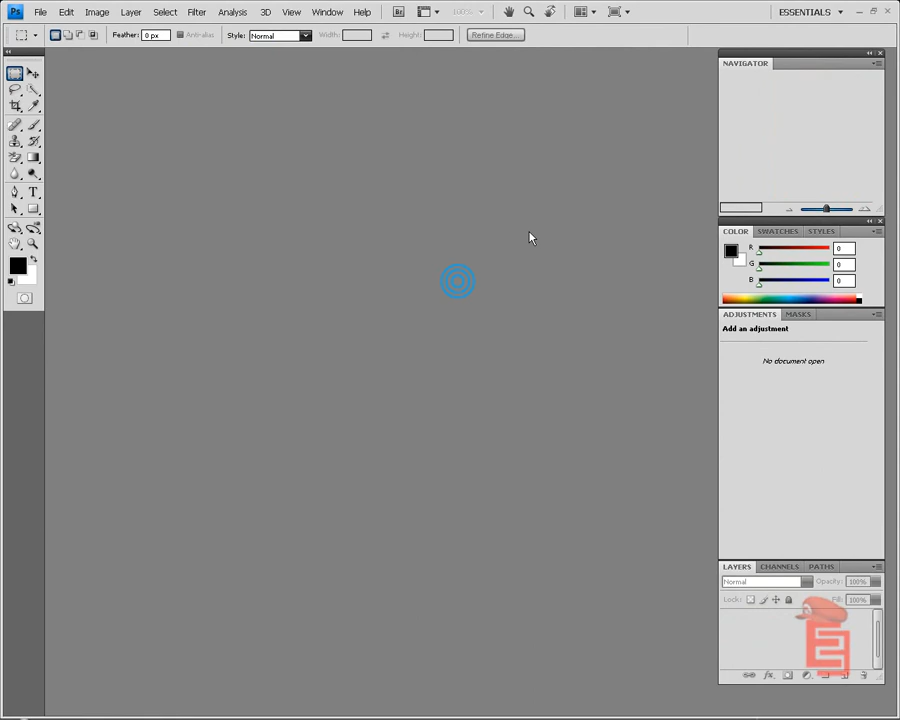 Ps File Edit Image Layer Select Filter Analysis 3D View Window Help Br 100% ESSENTIALS
Feather: 0 px Anti-alias Style: Normal Width: Height: Refine Edge...
NAVIGATOR
COLOR SWATCHES STYLES
R 0
G 0
B 0
ADJUSTMENTS MASKS
Add an adjustment
No document open
T
LAYERS CHANNELS PATHS
Normal Opacity: 100%
Lock: Fill: 100%